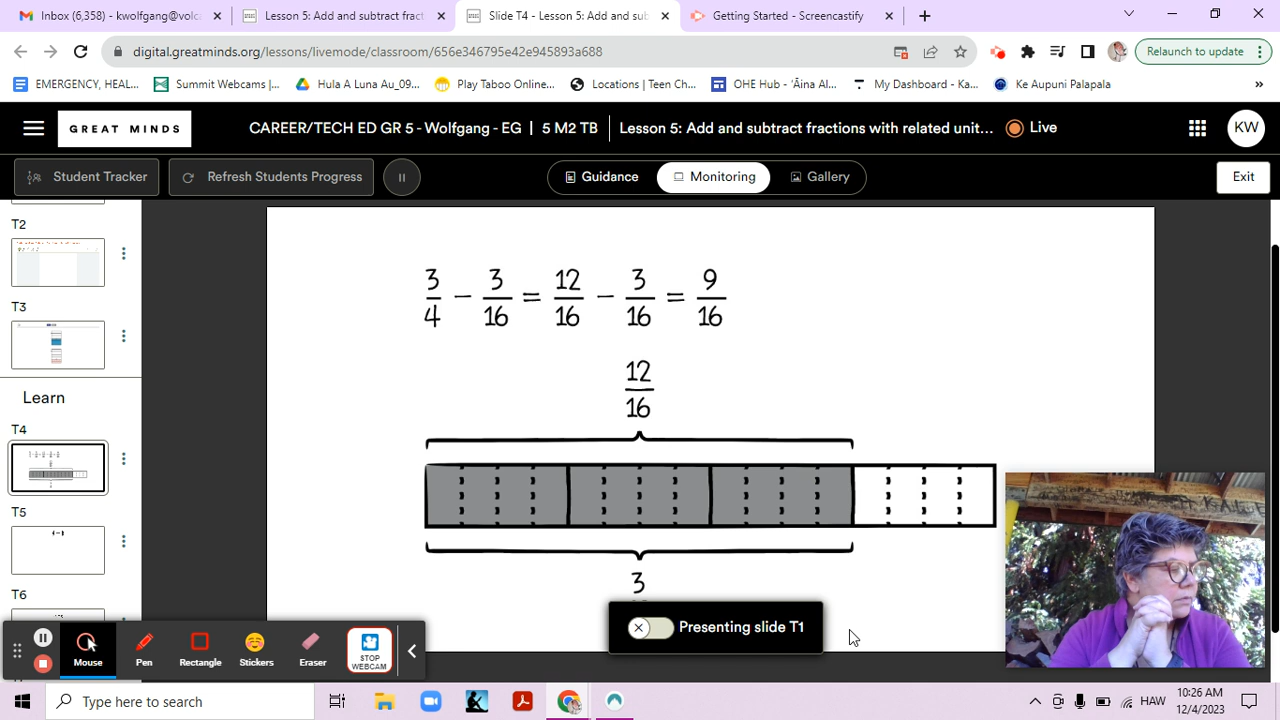 Inbox (6,358) - kwolfgang@volc
Lesson 5: Add and subtract fract
Slide T4 - Lesson 5: Add and sub
Getting Started - Screencastify
digital.greatminds.org/lessons/livemode/classroom/656e346795e42e945893a688
Relaunch to update
EMERGENCY, HEAL...
Summit Webcams |...
Hula A Luna Au_09...
Play Taboo Online...
Locations | Teen Ch...
OHE Hub - 'Āina Al...
My Dashboard - Ka...
Ke Aupuni Palapala
»
GREAT MINDS
CAREER/TECH ED GR 5 - Wolfgang - EG | 5 M2 TB
Lesson 5: Add and subtract fractions with related unit...
Live
KW
Student Tracker
Refresh Students Progress
Guidance
Monitoring
Gallery
Exit
T2
T3
Learn
T4
T5
T6
3/4 − 3/16 = 12/16 − 3/16 = 9/16
12/16
3
Presenting slide T1
Mouse
Pen
Rectangle
Stickers
Eraser
STOP WEBCAM
Type here to search
HAW
10:26 AM
12/4/2023